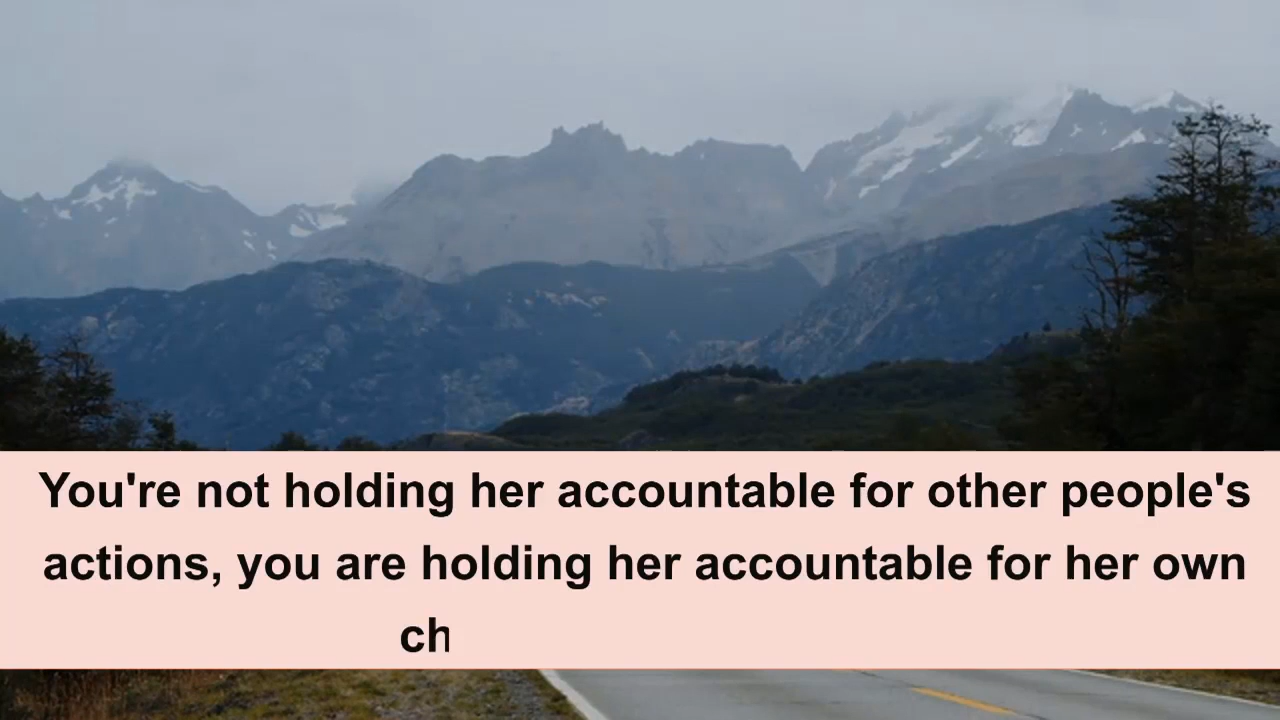 You're not holding her accountable for other people's
actions, you are holding her accountable for her own
ch